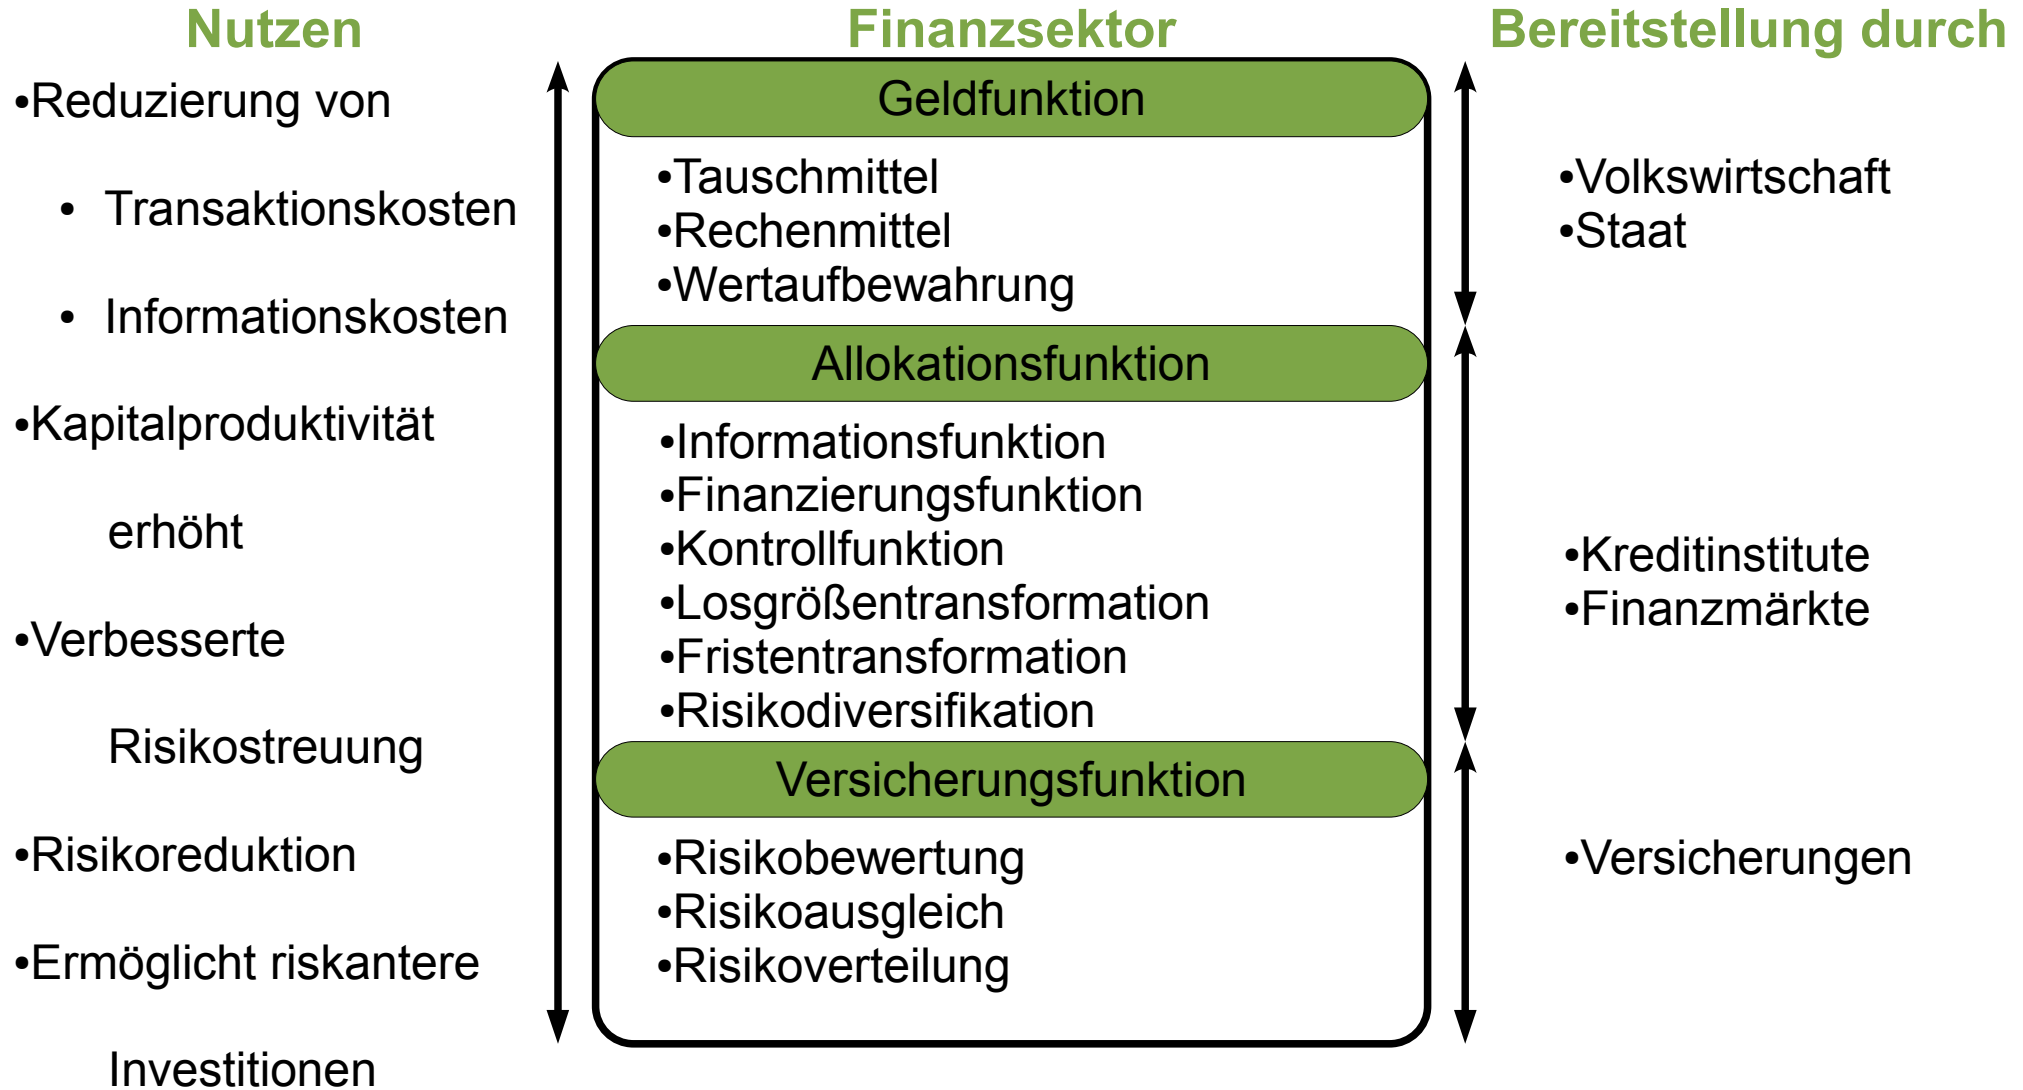 Nutzen
•Reduzierung von
• Transaktionskosten
• Informationskosten
•Kapitalproduktivität
erhöht
•Verbesserte
Risikostreuung
•Risikoreduktion
•Ermöglicht riskantere
Investitionen
Finanzsektor
Geldfunktion
•Tauschmittel
•Rechenmittel
•Wertaufbewahrung
Allokationsfunktion
•Informationsfunktion
•Finanzierungsfunktion
•Kontrollfunktion
•Losgrößentransformation
•Fristentransformation
•Risikodiversifikation
Versicherungsfunktion
•Risikobewertung
•Risikoausgleich
•Risikoverteilung
Bereitstellung durch
•Volkswirtschaft
•Staat
•Kreditinstitute
•Finanzmärkte
•Versicherungen